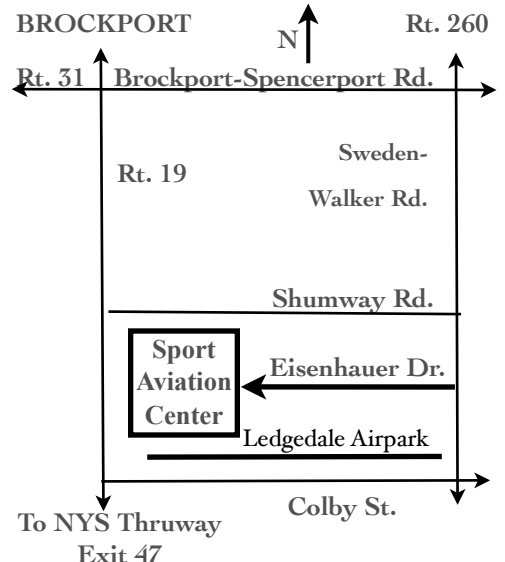 BROCKPORT
N
Rt. 260
Rt. 31
Brockport-Spencerport Rd.
Rt. 19
Sweden-
Walker Rd.
Shumway Rd.
Sport
Aviation
Center
Eisenhauer Dr.
Ledgedale Airpark
Colby St.
To NYS Thruway
Exit 47